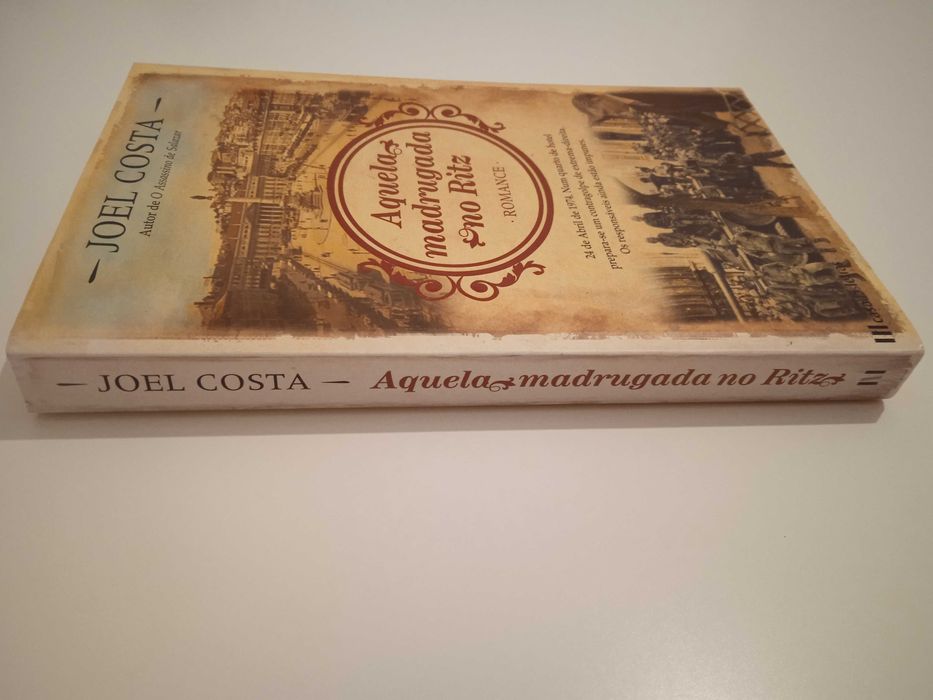 JOEL COSTA
Autor de O Assassino de Salazar
Aquela
madrugada
no Ritz
· ROMANCE ·
24 de Abril de 1974. Num quarto de hotel
prepara-se um contragolpe de extrema-direita.
Os responsáveis ainda estão impunes.
JOEL COSTA
Aquela madrugada no Ritz